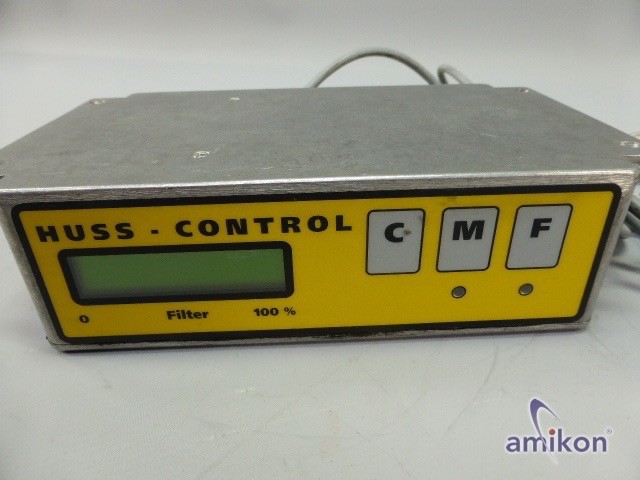 HUSS - CONTROL
C M F
0 Filter 100 %
amikon®